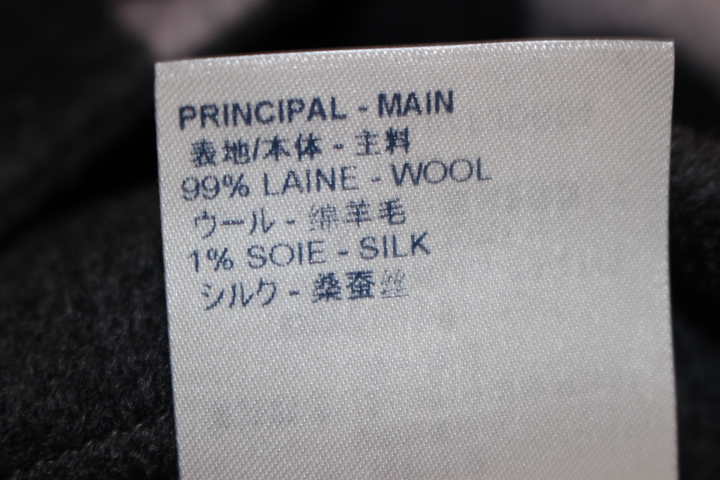 PRINCIPAL - MAIN
表地/本体 - 主料
99% LAINE - WOOL
ウール - 绵羊毛
1% SOIE - SILK
シルク - 桑蚕丝